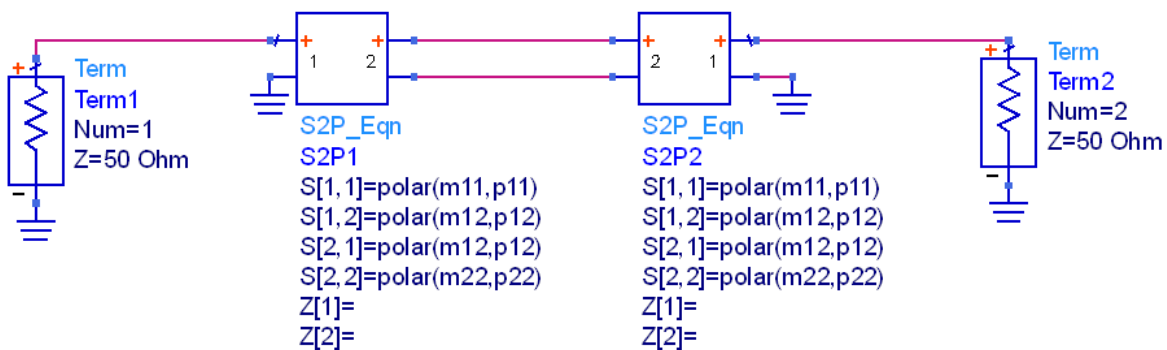 +
Term
Term1
Num=1
Z=50 Ohm
−
+ +
1 2
S2P_Eqn
S2P1
S[1,1]=polar(m11,p11)
S[1,2]=polar(m12,p12)
S[2,1]=polar(m12,p12)
S[2,2]=polar(m22,p22)
Z[1]=
Z[2]=
+ +
2 1
S2P_Eqn
S2P2
S[1,1]=polar(m11,p11)
S[1,2]=polar(m12,p12)
S[2,1]=polar(m12,p12)
S[2,2]=polar(m22,p22)
Z[1]=
Z[2]=
+
Term
Term2
Num=2
Z=50 Ohm
−